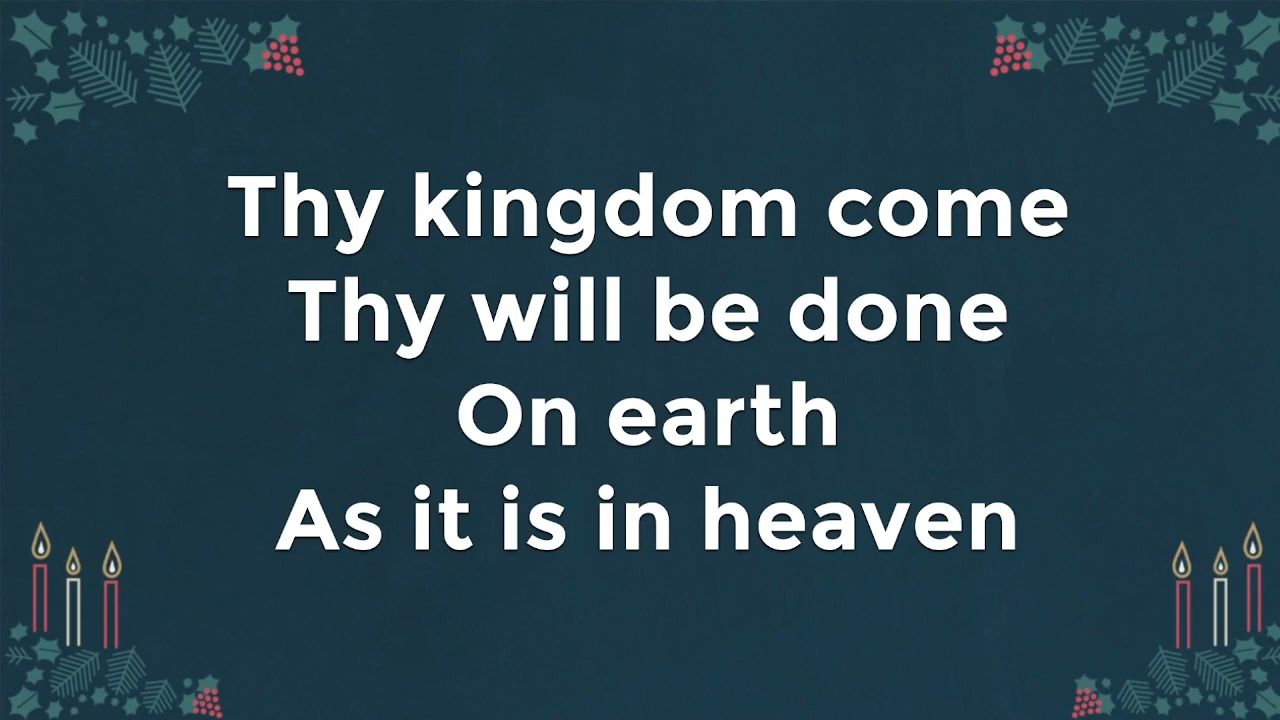 Thy kingdom come
Thy will be done
On earth
As it is in heaven